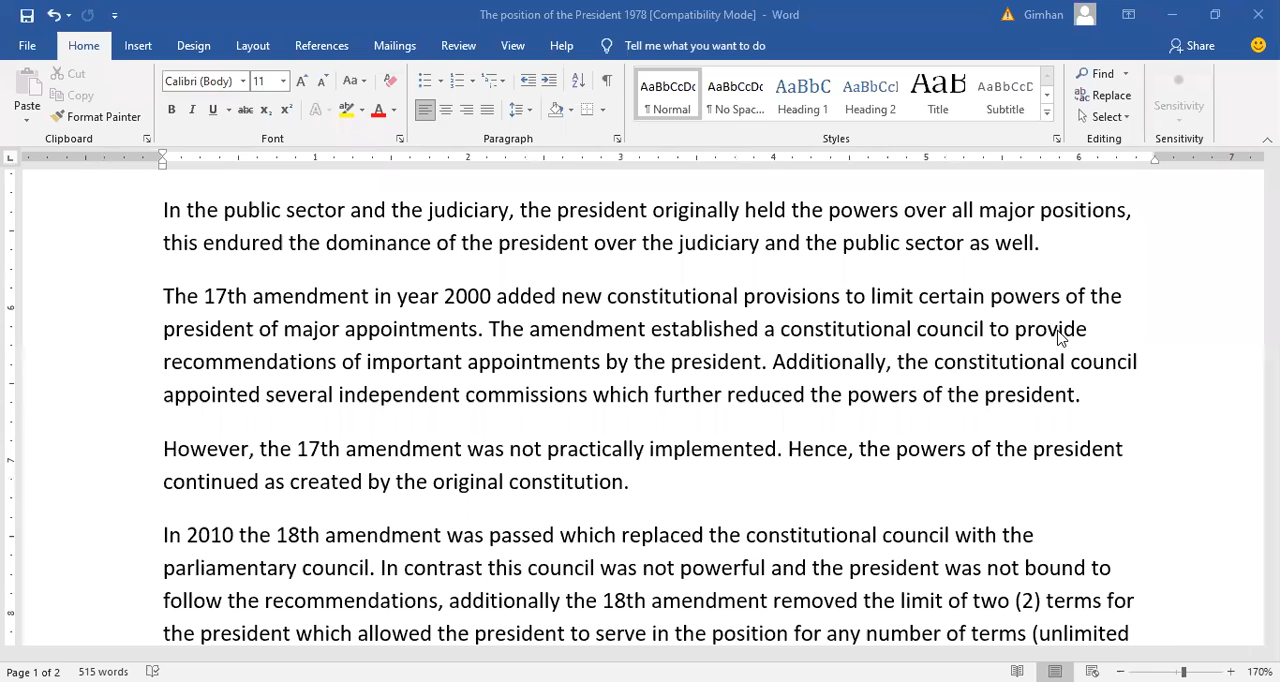 The position of the President 1978 [Compatibility Mode] - Word
Gimhan
File Home Insert Design Layout References Mailings Review View Help Tell me what you want to do Share
Paste
Cut
Copy
Format Painter
Clipboard
Calibri (Body) 11
Font
Paragraph
AaBbCcDc AaBbCcDc AaBbC AaBbCcl AaB AaBbCcD
¶ Normal ¶ No Spac... Heading 1 Heading 2 Title Subtitle
Styles
Find
Replace
Select
Editing
Sensitivity
Sensitivity
1 2 3 4 5 6 7
In the public sector and the judiciary, the president originally held the powers over all major positions,
this endured the dominance of the president over the judiciary and the public sector as well.
The 17th amendment in year 2000 added new constitutional provisions to limit certain powers of the
president of major appointments. The amendment established a constitutional council to provide
recommendations of important appointments by the president. Additionally, the constitutional council
appointed several independent commissions which further reduced the powers of the president.
However, the 17th amendment was not practically implemented. Hence, the powers of the president
continued as created by the original constitution.
In 2010 the 18th amendment was passed which replaced the constitutional council with the
parliamentary council. In contrast this council was not powerful and the president was not bound to
follow the recommendations, additionally the 18th amendment removed the limit of two (2) terms for
the president which allowed the president to serve in the position for any number of terms (unlimited
Page 1 of 2 515 words 170%